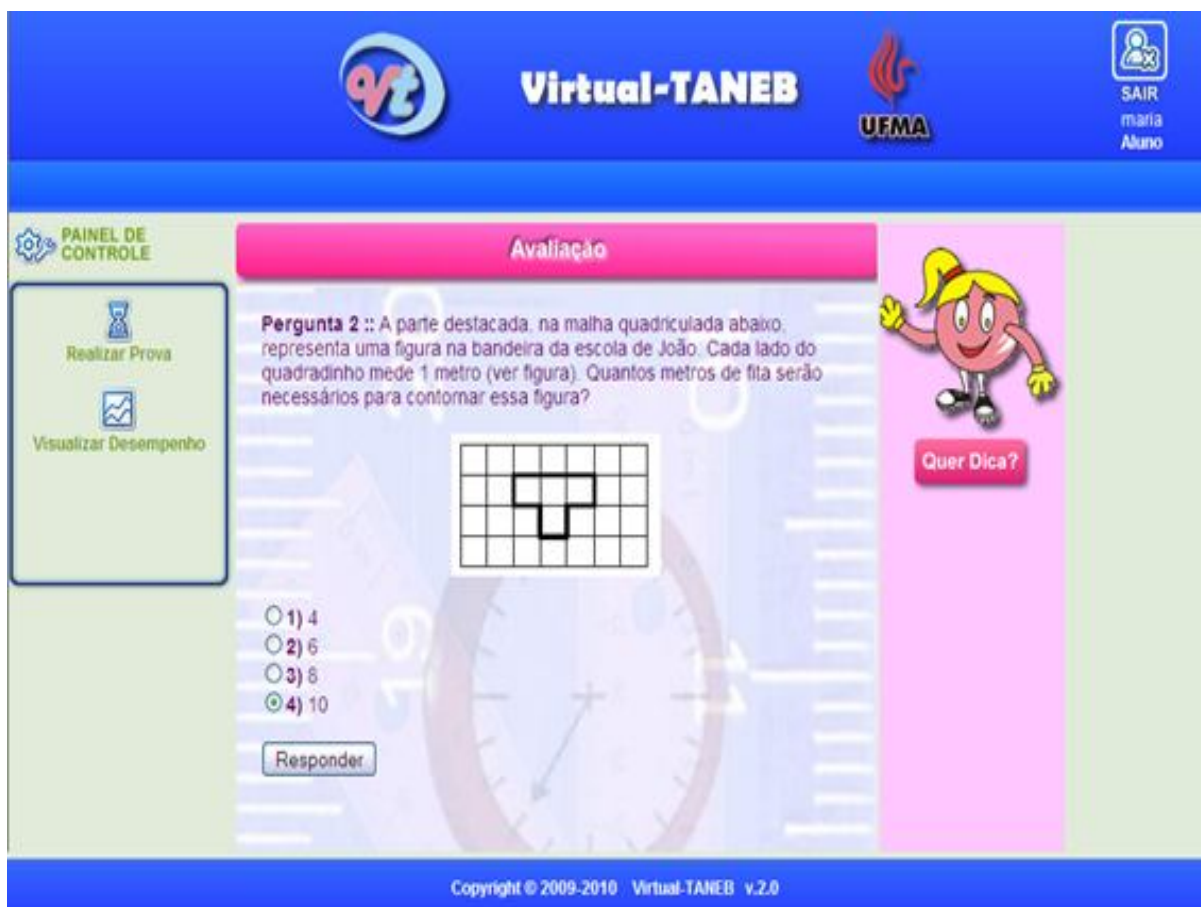 vt
Virtual-TANEB
UFMA
SAIR
maria
Aluno
PAINEL DE
CONTROLE
Realizar Prova
Visualizar Desempenho
Avaliação
Pergunta 2 :: A parte destacada, na malha quadriculada abaixo,
representa uma figura na bandeira da escola de João. Cada lado do
quadradinho mede 1 metro (ver figura). Quantos metros de fita serão
necessários para contornar essa figura?
1) 4
2) 6
3) 8
4) 10
Responder
Quer Dica?
Copyright © 2009-2010 Virtual-TANEB v.2.0